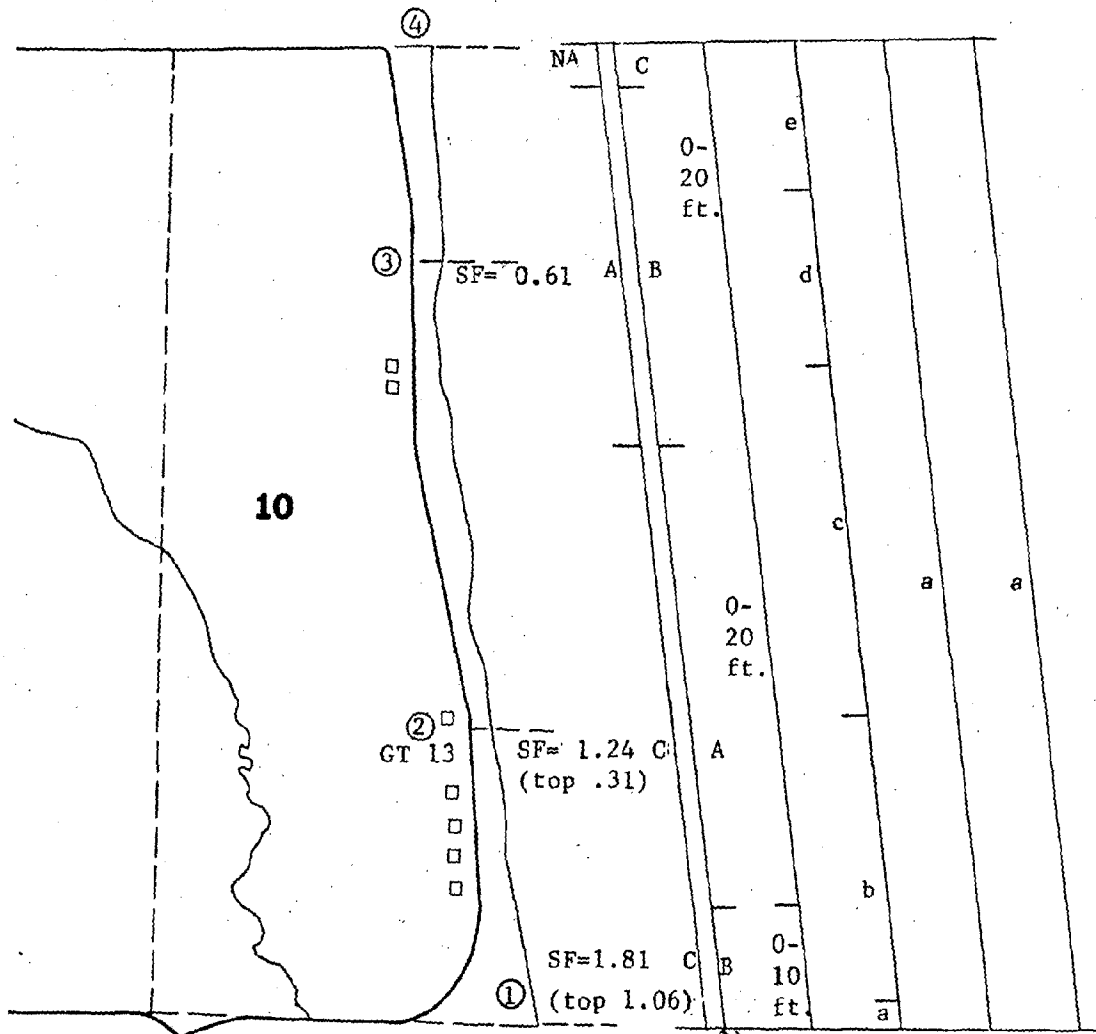 ④
NA C
e
0-
20
ft.
③ SF= 0.61 A B d
10
c
a a
0-
20
ft.
②
GT 13 SF= 1.24 C A
(top .31)
b
SF=1.81 C B 0-
10
ft.
① (top 1.06) a